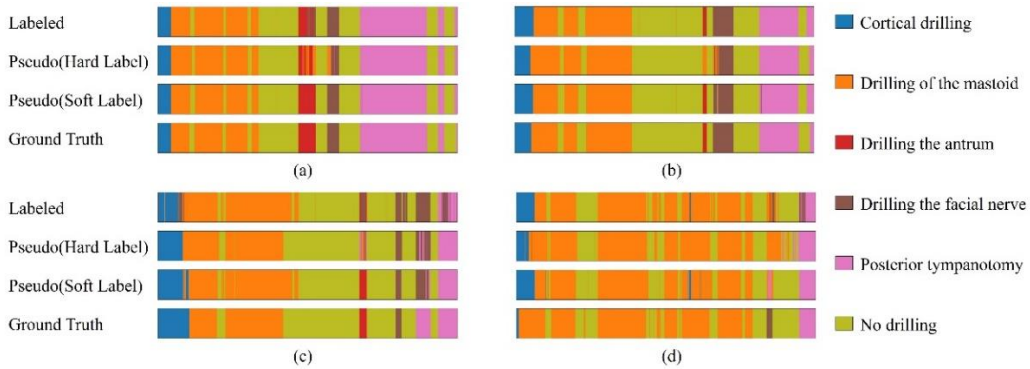 Labeled
Pseudo(Hard Label)
Pseudo(Soft Label)
Ground Truth
(a)
(b)
Labeled
Pseudo(Hard Label)
Pseudo(Soft Label)
Ground Truth
(c)
(d)
Cortical drilling
Drilling of the mastoid
Drilling the antrum
Drilling the facial nerve
Posterior tympanotomy
No drilling